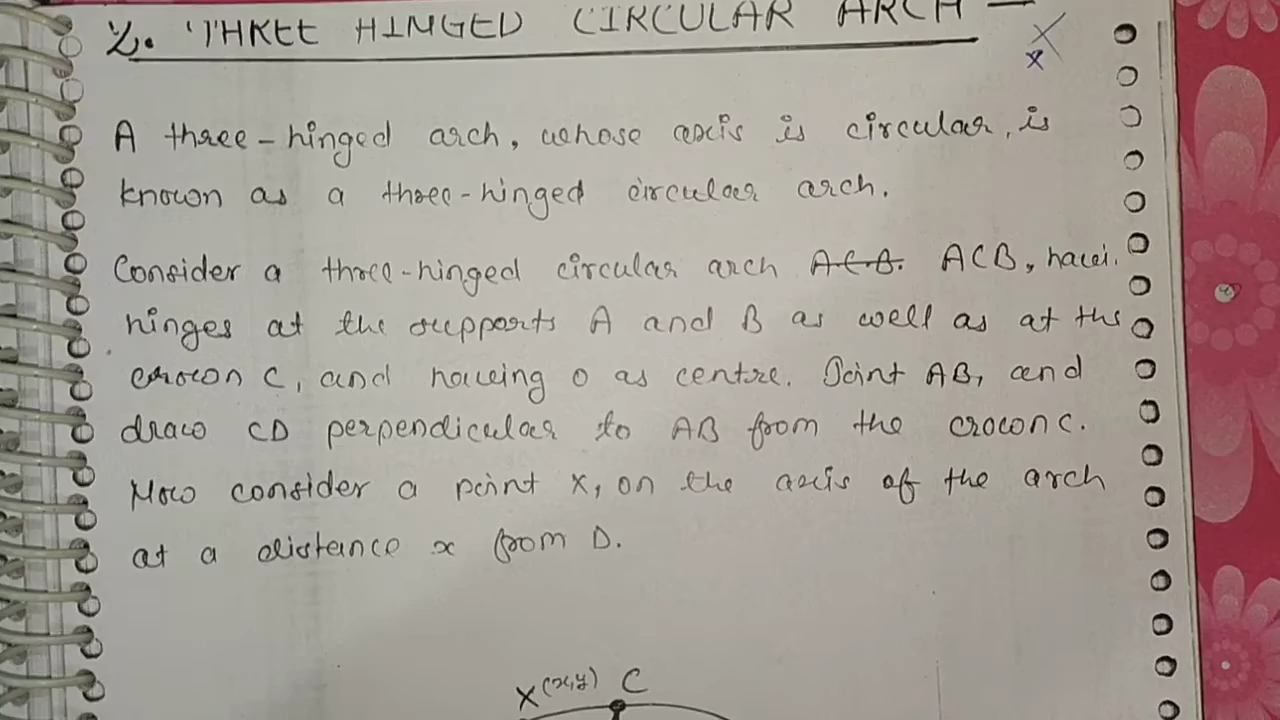 2. THREE HINGED CIRCULAR ARCH —
A three-hinged arch, whose axis is circular, is
known as a three-hinged circular arch.
Consider a three-hinged circular arch A.C.B. ACB, havi.
hinges at the supports A and B as well as at the
crown C, and having O as centre. Joint AB, and
draw CD perpendicular to AB from the crown C.
Now consider a point X, on the axis of the arch
at a distance x from D.
X (x,y) C